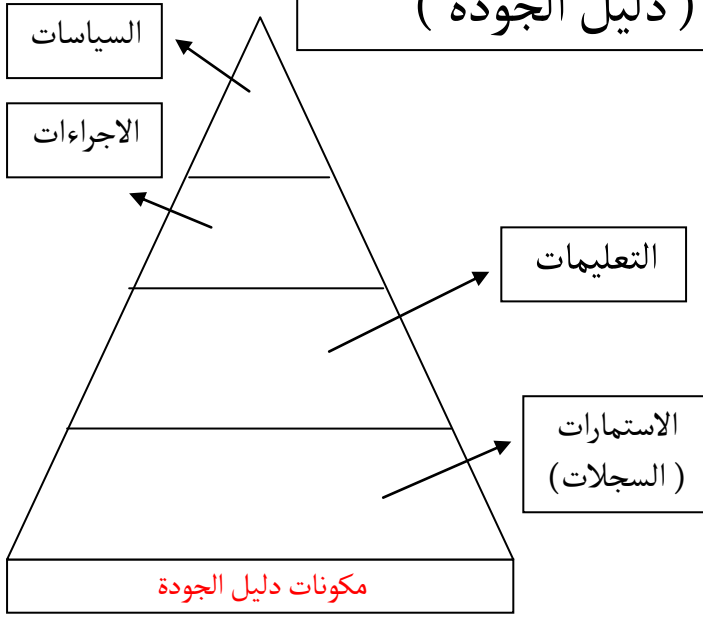 ( دليل الجودة )
السياسات
الاجراءات
التعليمات
الاستمارات
( السجلات)
مكونات دليل الجودة